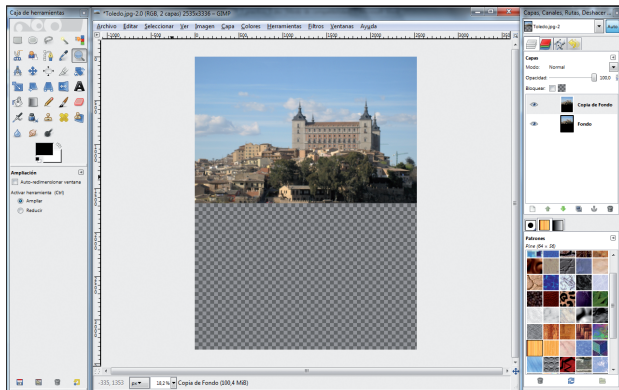 Caja de herramientas
*Toledo.jpg-2.0 (RGB, 2 capas) 2535x3336 – GIMP
Capas, Canales, Rutas, Deshacer ...
Archivo Editar Seleccionar Ver Imagen Capa Colores Herramientas Filtros Ventanas Ayuda
Toledo.jpg-2
Auto
Capas
Modo: Normal
Opacidad 100,0
Bloquear:
Copia de Fondo
Fondo
Ampliación
Auto-redimensionar ventana
Activar herramienta (Ctrl)
Ampliar
Reducir
Patrones
Pine (64 × 56)
-335, 1353 px 18,2% Copia de Fondo (100,4 MiB)